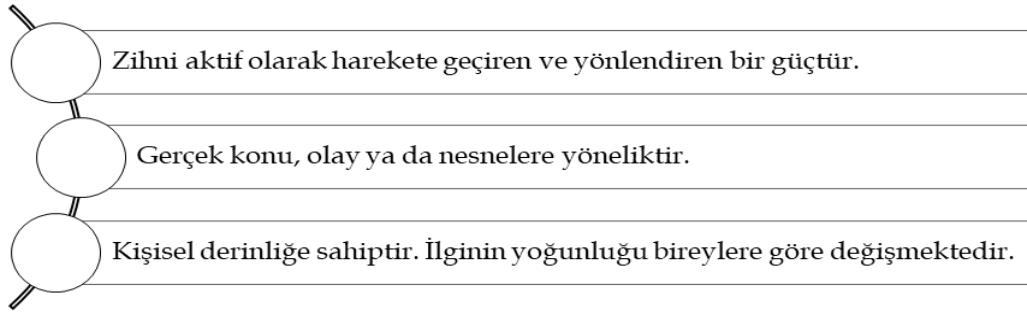 Zihni aktif olarak harekete geçiren ve yönlendiren bir güçtür.
Gerçek konu, olay ya da nesnelere yöneliktir.
Kişisel derinliğe sahiptir. İlginin yoğunluğu bireylere göre değişmektedir.